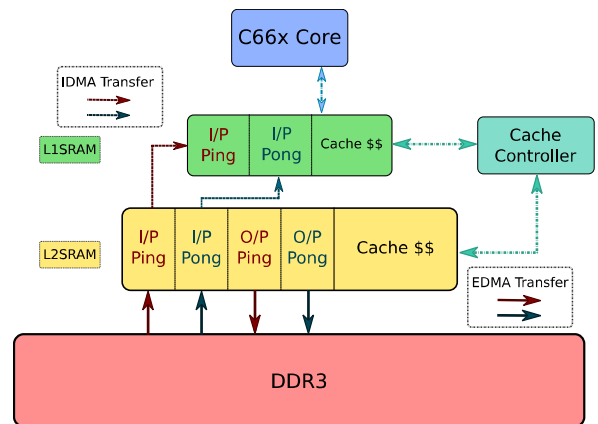 C66x Core
IDMA Transfer
L1SRAM
I/P
Ping
I/P
Pong
Cache $$
Cache
Controller
L2SRAM
I/P
Ping
I/P
Pong
O/P
Ping
O/P
Pong
Cache $$
EDMA Transfer
DDR3